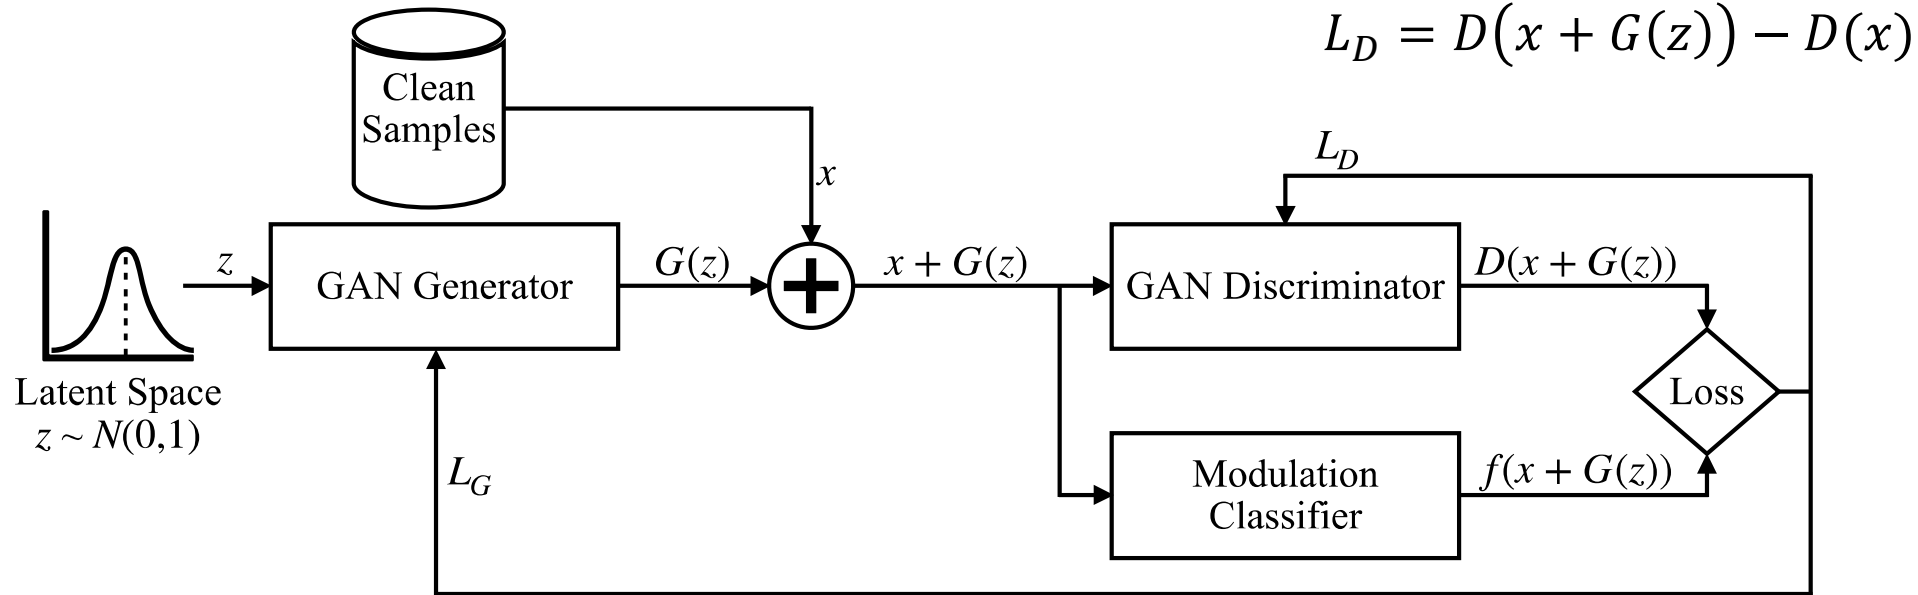 L_D = D(x + G(z)) − D(x)
Clean
Samples
x
L_D
z
GAN Generator
G(z)
+
x + G(z)
GAN Discriminator
D(x + G(z))
Latent Space
z ~ N(0,1)
Loss
L_G
Modulation
Classifier
f(x + G(z))